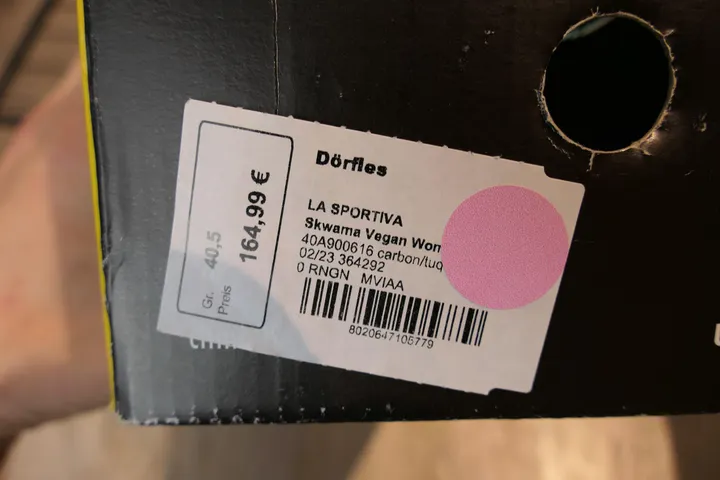 Dörfles
LA SPORTIVA
Skwama Vegan Wom
40A900616 carbon/tuq
02/23 364292
0 RNGN MVIAA
8020647105779
Gr. 40,5
Preis 164,99 €